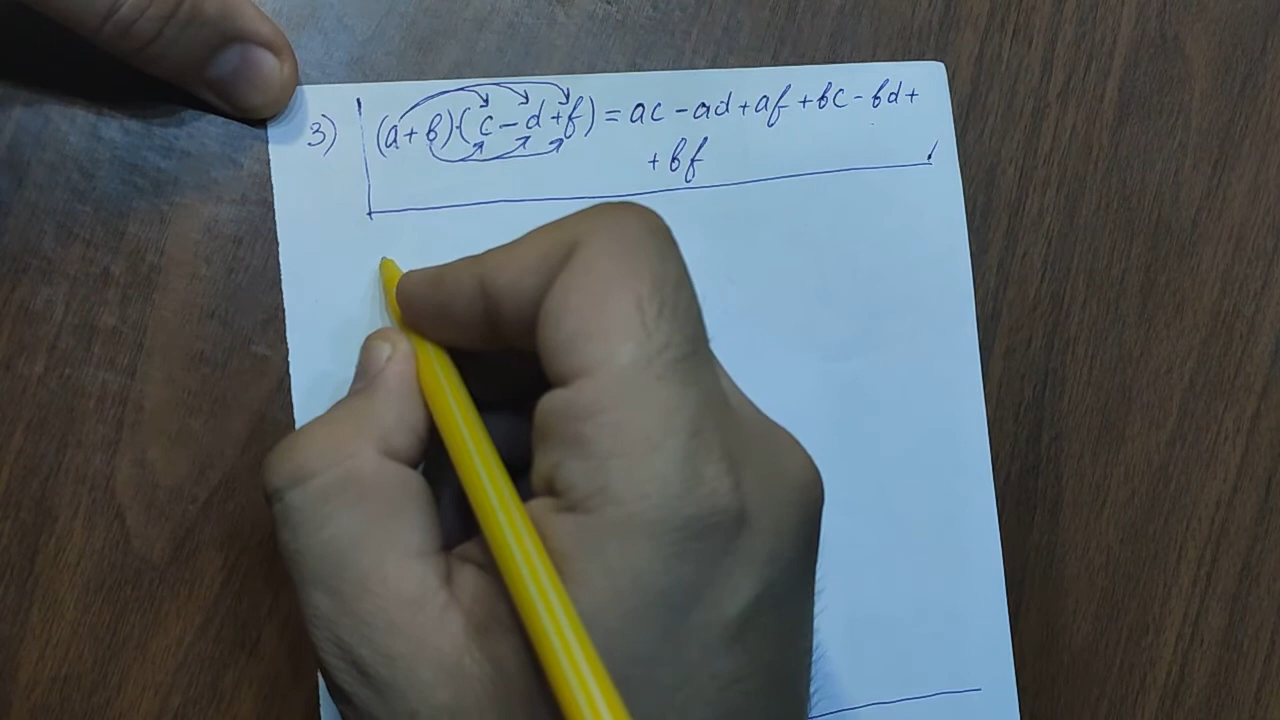 3) (a+b)·(c-d+f) = ac-ad+af+bc-bd+
+bf